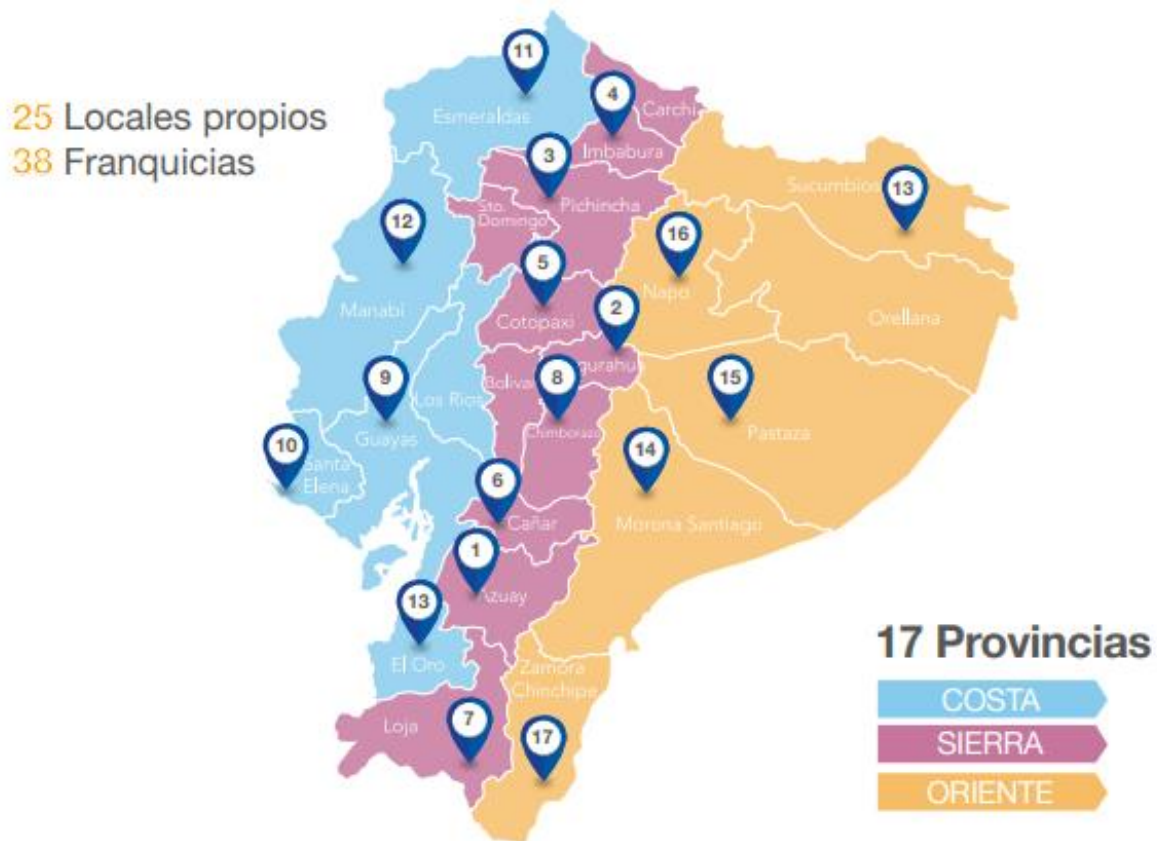 25 Locales propios
38 Franquicias
11
Esmeraldas
4
Carchi
Imbabura
3
Pichincha
Sto.
Domingo
Sucumbios
13
12
16
Napo
5
Cotopaxi
2
Manabí
Orellana
9
Los Rios
Guayas
8
Chimborazo
15
Pastaza
10
Santa
Elena
14
Morona Santiago
6
Cañar
1
Azuay
13
El Oro
Zamora
Chinchipe
Loja
7
17
17 Provincias
COSTA
SIERRA
ORIENTE